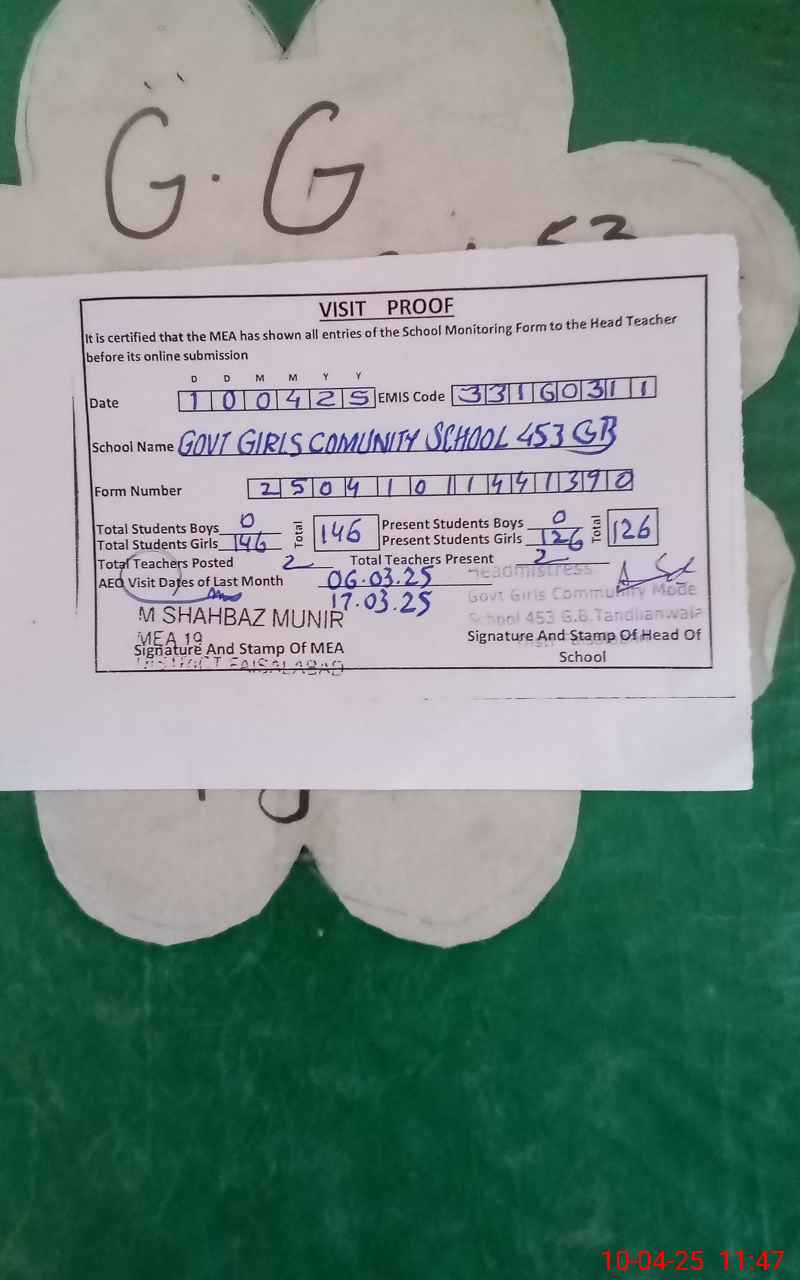 G. G
53
VISIT PROOF
It is certified that the MEA has shown all entries of the School Monitoring Form to the Head Teacher
before its online submission
D D M M Y Y
Date 1 0 0 4 2 5 EMIS Code 3 3 1 6 0 3 1 1
School Name GOVT GIRLS COMUNITY SCHOOL 453 GB
Form Number 2 5 0 4 1 0 1 1 4 4 1 3 9 0
Total Students Boys 0 Total 146 Present Students Boys 0 Total 126
Total Students Girls 146 Present Students Girls 126
Total Teachers Posted 2 Total Teachers Present 2
AEO Visit Dates of Last Month 06.03.25
17.03.25
Headmistress
Govt Girls Community Mode
School 453 G.B.Tandlianwala
M SHAHBAZ MUNIR
MEA 19
Signature And Stamp Of MEA
DISTRICT FAISALABAD
Signature And Stamp Of Head Of
School
10-04-25 11:47